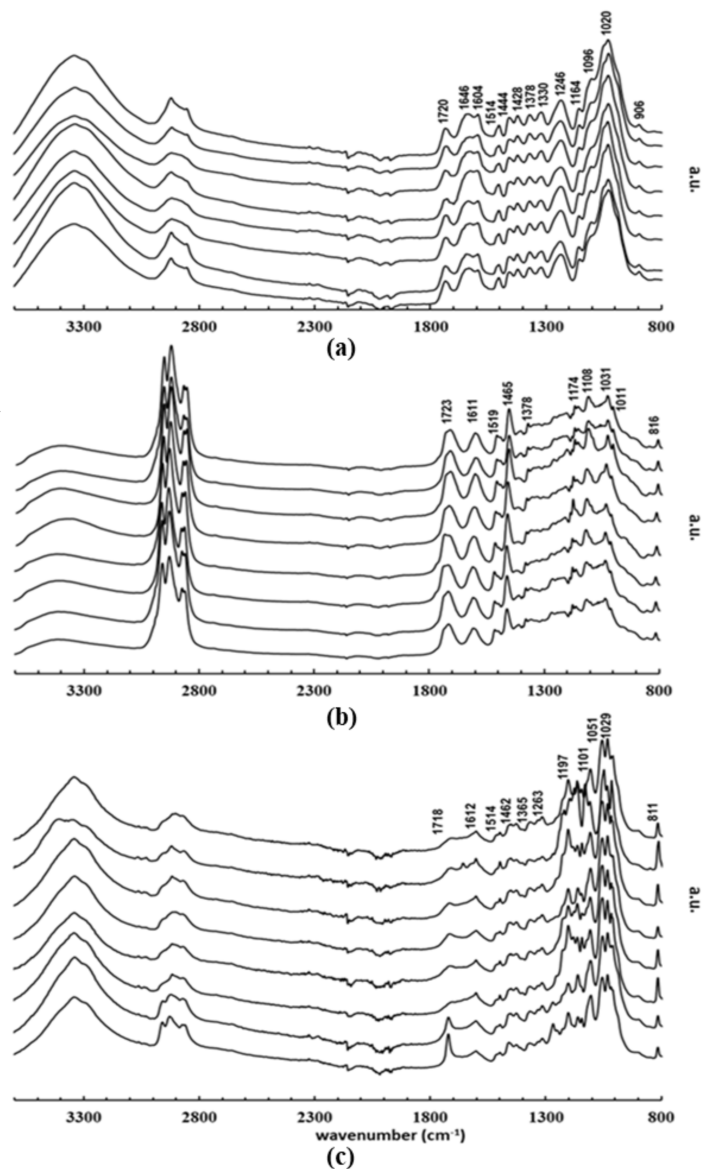 1720 1646 1604 1514 1444 1428 1378 1330 1246 1164 1096 1020 906
a.u.
3300 2800 2300 1800 1300 800
(a)
1723 1611 1519 1465 1378 1174 1108 1031 1011 816
a.u.
3300 2800 2300 1800 1300 800
(b)
1718 1612 1514 1462 1365 1263 1197 1101 1051 1029 811
a.u.
3300 2800 2300 1800 1300 800
wavenumber (cm⁻¹)
(c)